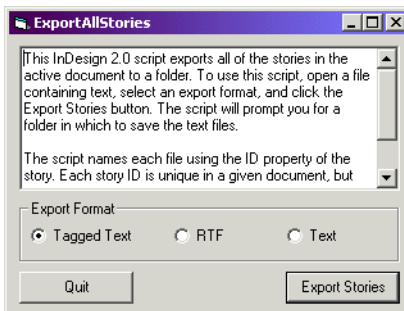 ExportAllStories
This InDesign 2.0 script exports all of the stories in the
active document to a folder. To use this script, open a file
containing text, select an export format, and click the
Export Stories button. The script will prompt you for a
folder in which to save the text files.
The script names each file using the ID property of the
story. Each story ID is unique in a given document, but
Export Format
Tagged Text RTF Text
Quit Export Stories